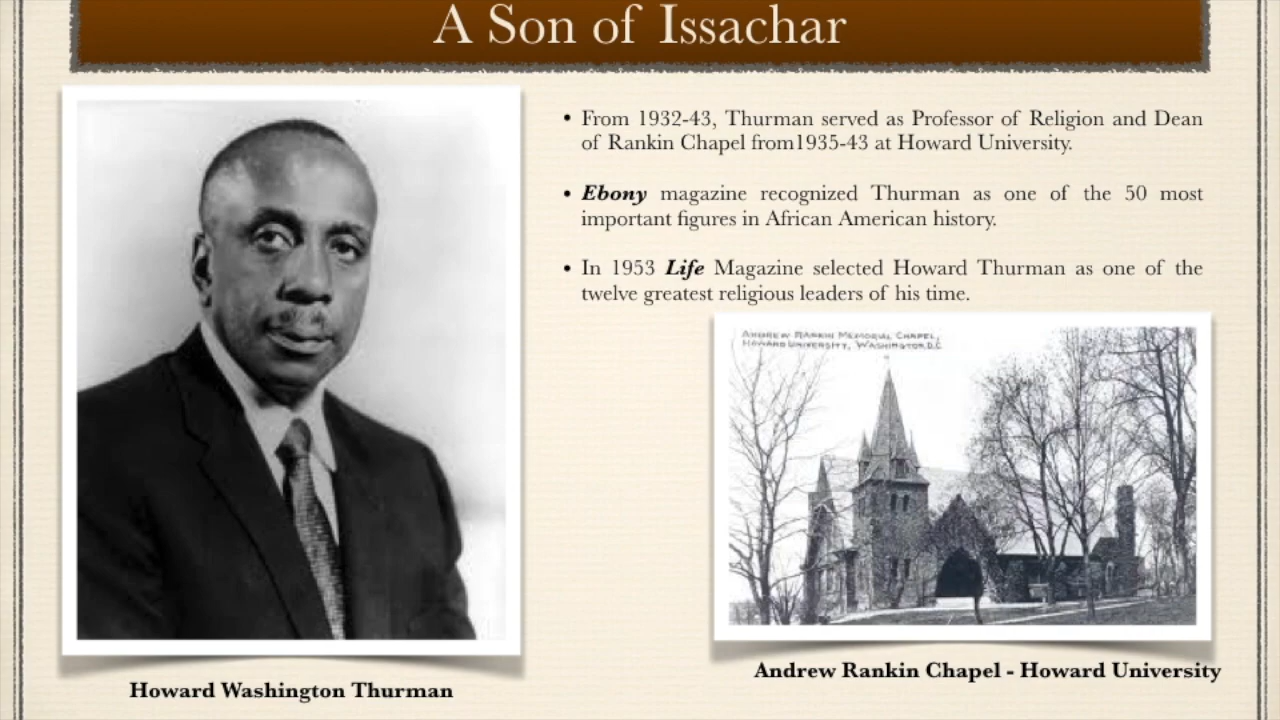 A Son of Issachar
• From 1932-43, Thurman served as Professor of Religion and Dean
of Rankin Chapel from1935-43 at Howard University.
• Ebony magazine recognized Thurman as one of the 50 most
important figures in African American history.
• In 1953 Life Magazine selected Howard Thurman as one of the
twelve greatest religious leaders of his time.
ANDREW RANKIN MEMORIAL CHAPEL,
HOWARD UNIVERSITY, WASHINGTON D.C
Andrew Rankin Chapel - Howard University
Howard Washington Thurman